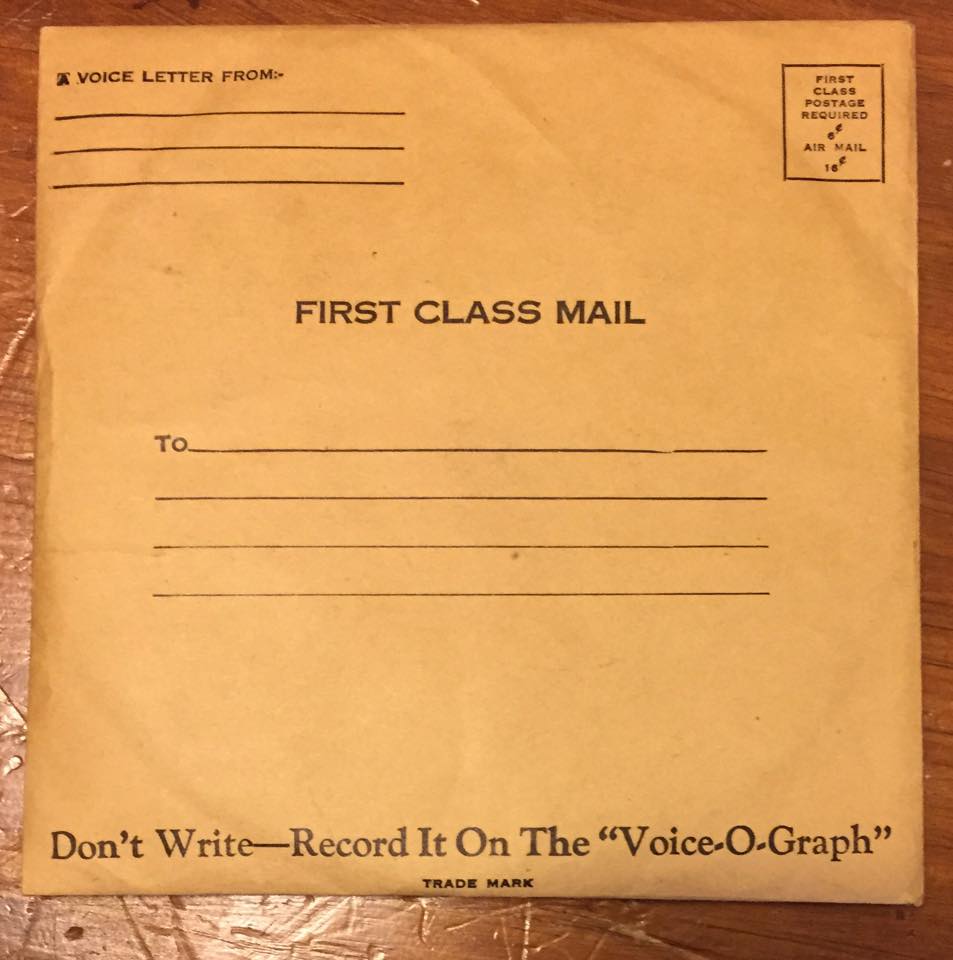 A VOICE LETTER FROM:-
FIRST
CLASS
POSTAGE
REQUIRED
6¢
AIR MAIL
16¢
FIRST CLASS MAIL
TO
Don't Write—Record It On The “Voice-O-Graph”
TRADE MARK